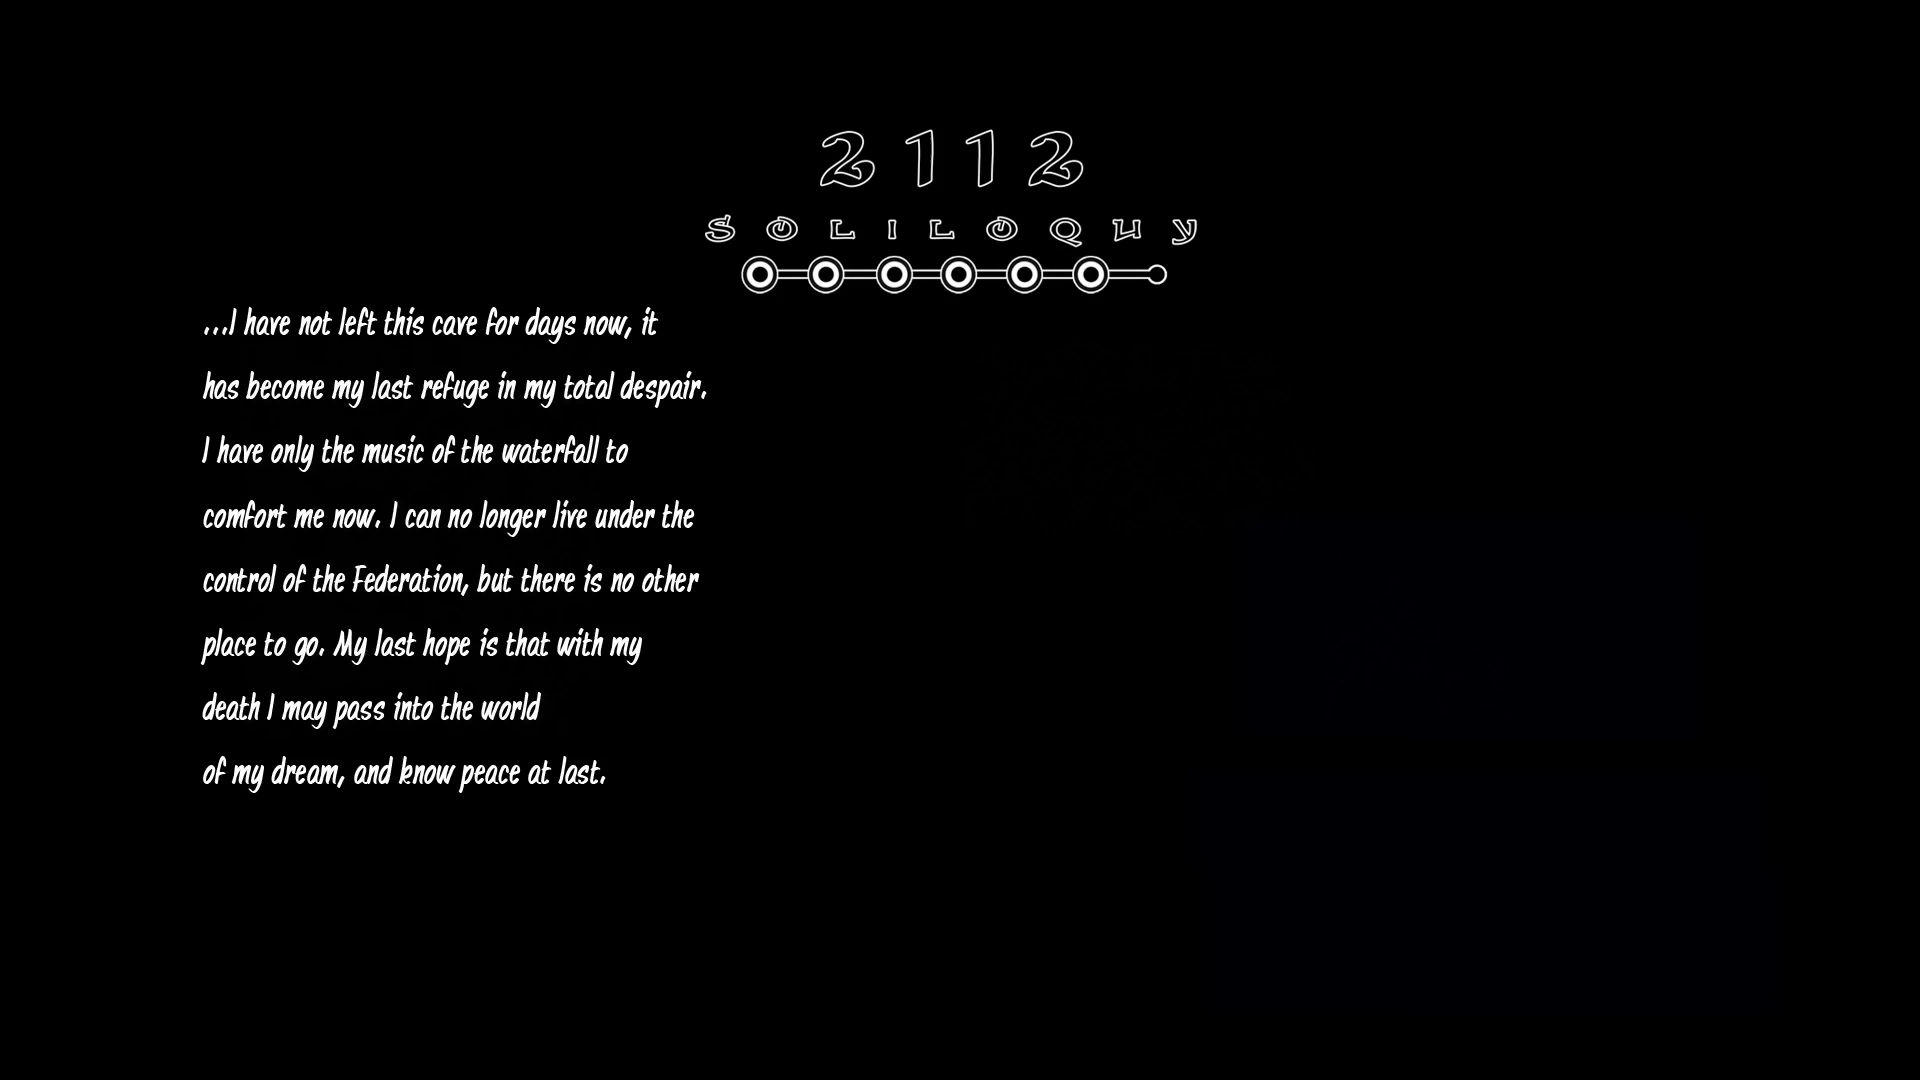 2112
SOLILOQUY
...I have not left this cave for days now, it
has become my last refuge in my total despair.
I have only the music of the waterfall to
comfort me now. I can no longer live under the
control of the Federation, but there is no other
place to go. My last hope is that with my
death I may pass into the world
of my dream, and know peace at last.